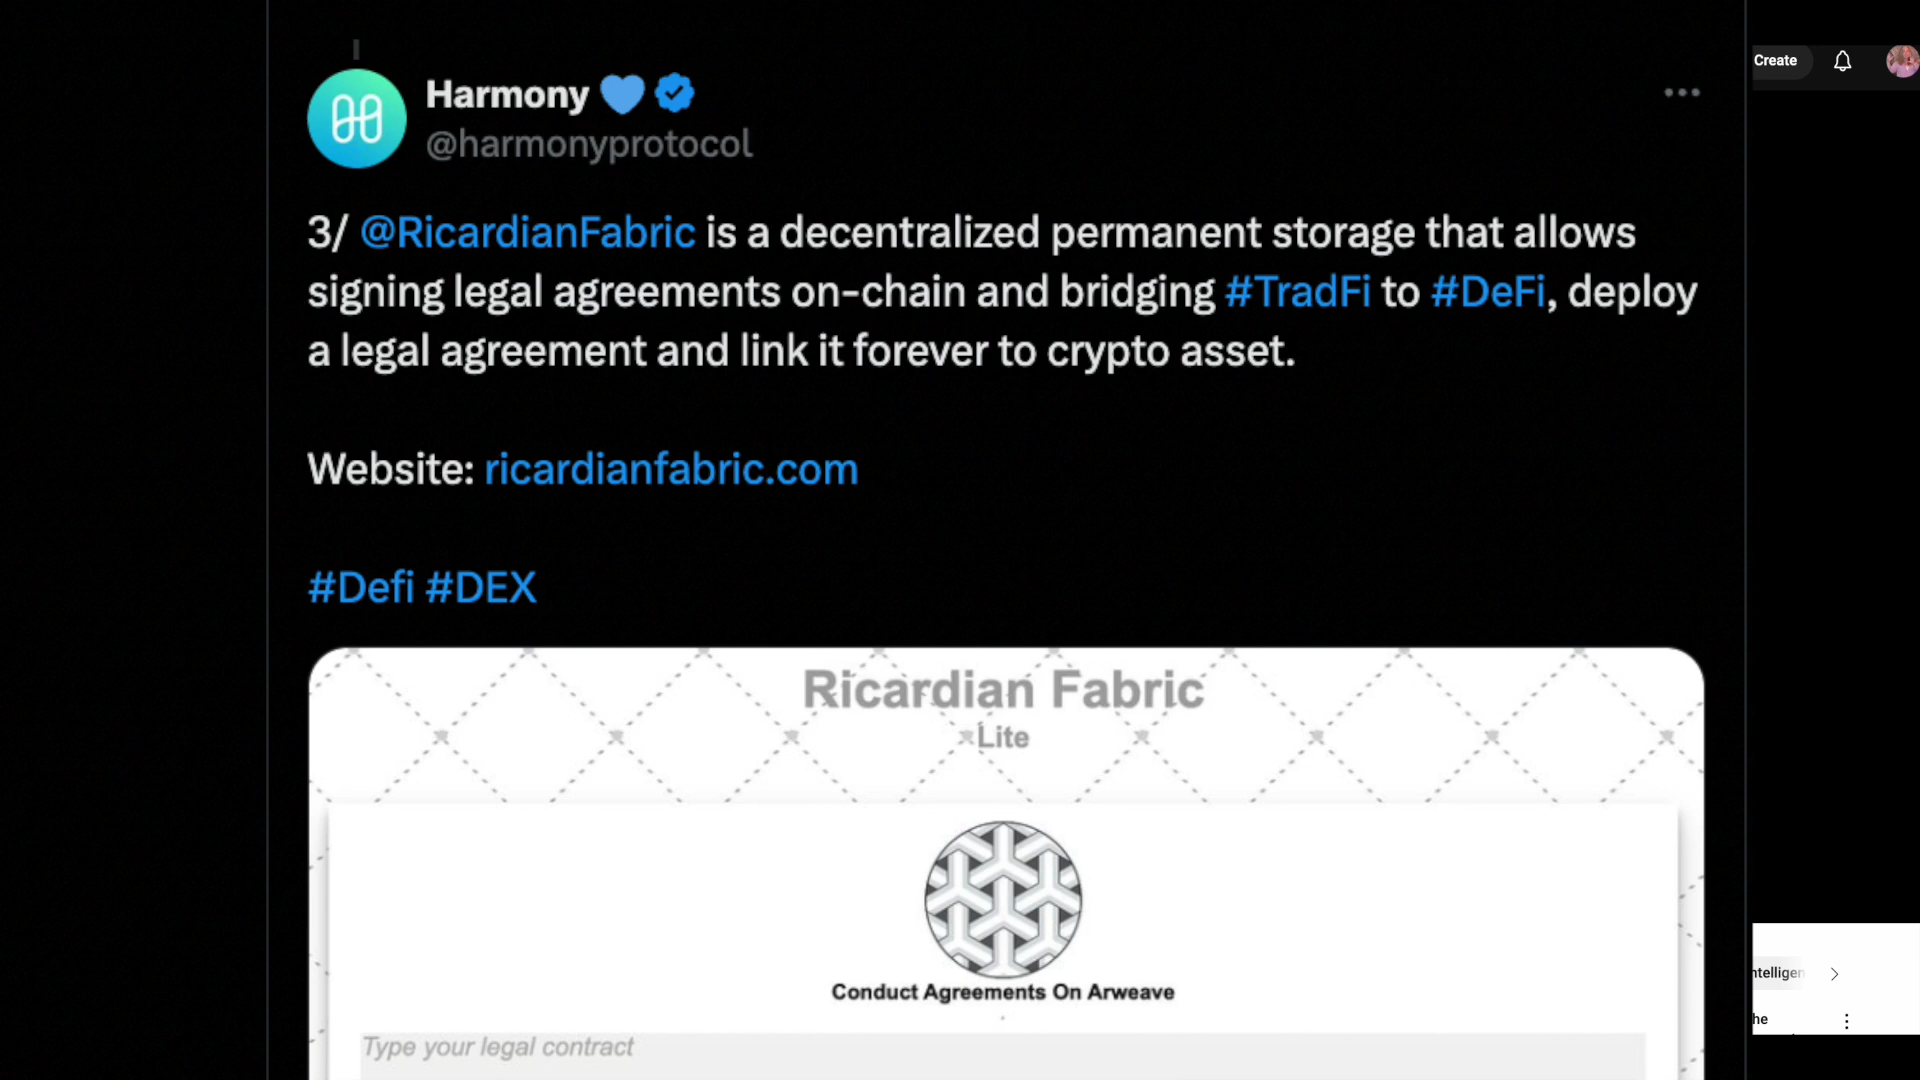 Harmony
@harmonyprotocol
3/ @RicardianFabric is a decentralized permanent storage that allows
signing legal agreements on-chain and bridging #TradFi to #DeFi, deploy
a legal agreement and link it forever to crypto asset.
Website: ricardianfabric.com
#Defi #DEX
Ricardian Fabric
Lite
Conduct Agreements On Arweave
Type your legal contract
Create
ntelligen
he